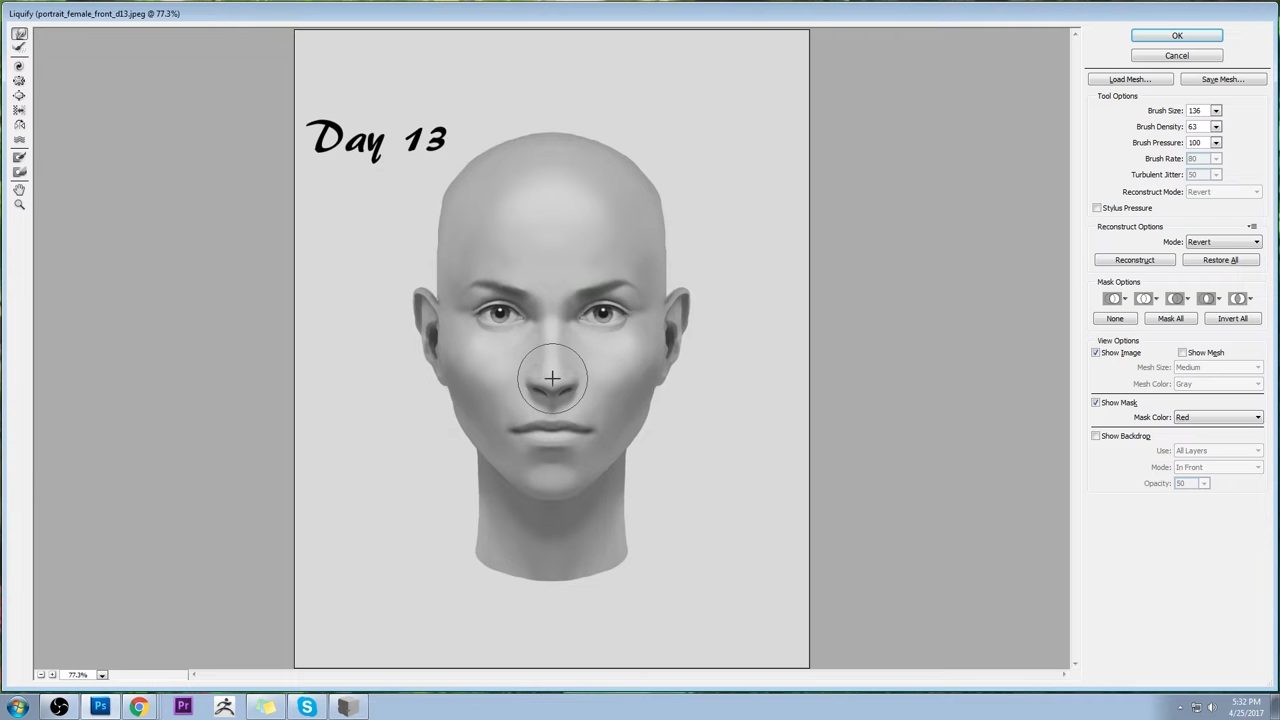 Liquify (portrait_female_front_d13.jpeg @ 77.3%)
Day 13
OK
Cancel
Load Mesh... Save Mesh...
Tool Options
Brush Size: 136
Brush Density: 63
Brush Pressure: 100
Brush Rate: 80
Turbulent Jitter: 50
Reconstruct Mode: Revert
Stylus Pressure
Reconstruct Options
Mode: Revert
Reconstruct Restore All
Mask Options
None Mask All Invert All
View Options
Show Image Show Mesh
Mesh Size: Medium
Mesh Color: Gray
Show Mask
Mask Color: Red
Show Backdrop
Use: All Layers
Mode: In Front
Opacity: 50
77.3%
Ps Pr S
5:32 PM
4/25/2017